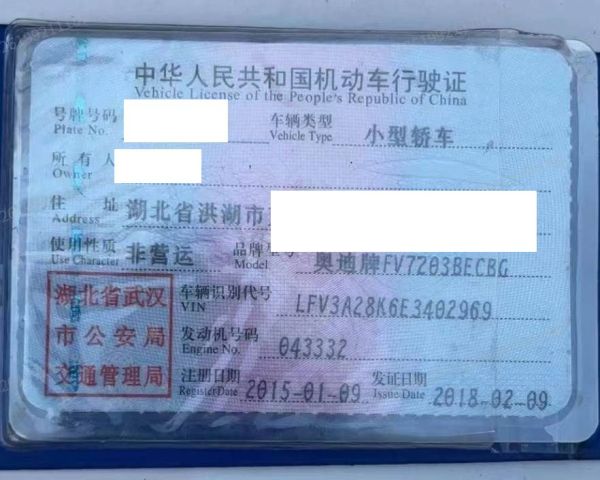 中华人民共和国机动车行驶证
Vehicle License of the People's Republic of China
号牌号码 车辆类型 小型轿车
Plate No. Vehicle Type
所有人
Owner
住址 湖北省洪湖市
Address
使用性质 非营运 品牌型号 奥迪牌FV7203BECBG
Use Character Model
湖北省武汉
市公安局
交通管理局
车辆识别代号 LFV3A28K6E3402969
VIN
发动机号码 043332
Engine No.
注册日期 2015-01-09 发证日期 2018-02-09
Register Date Issue Date